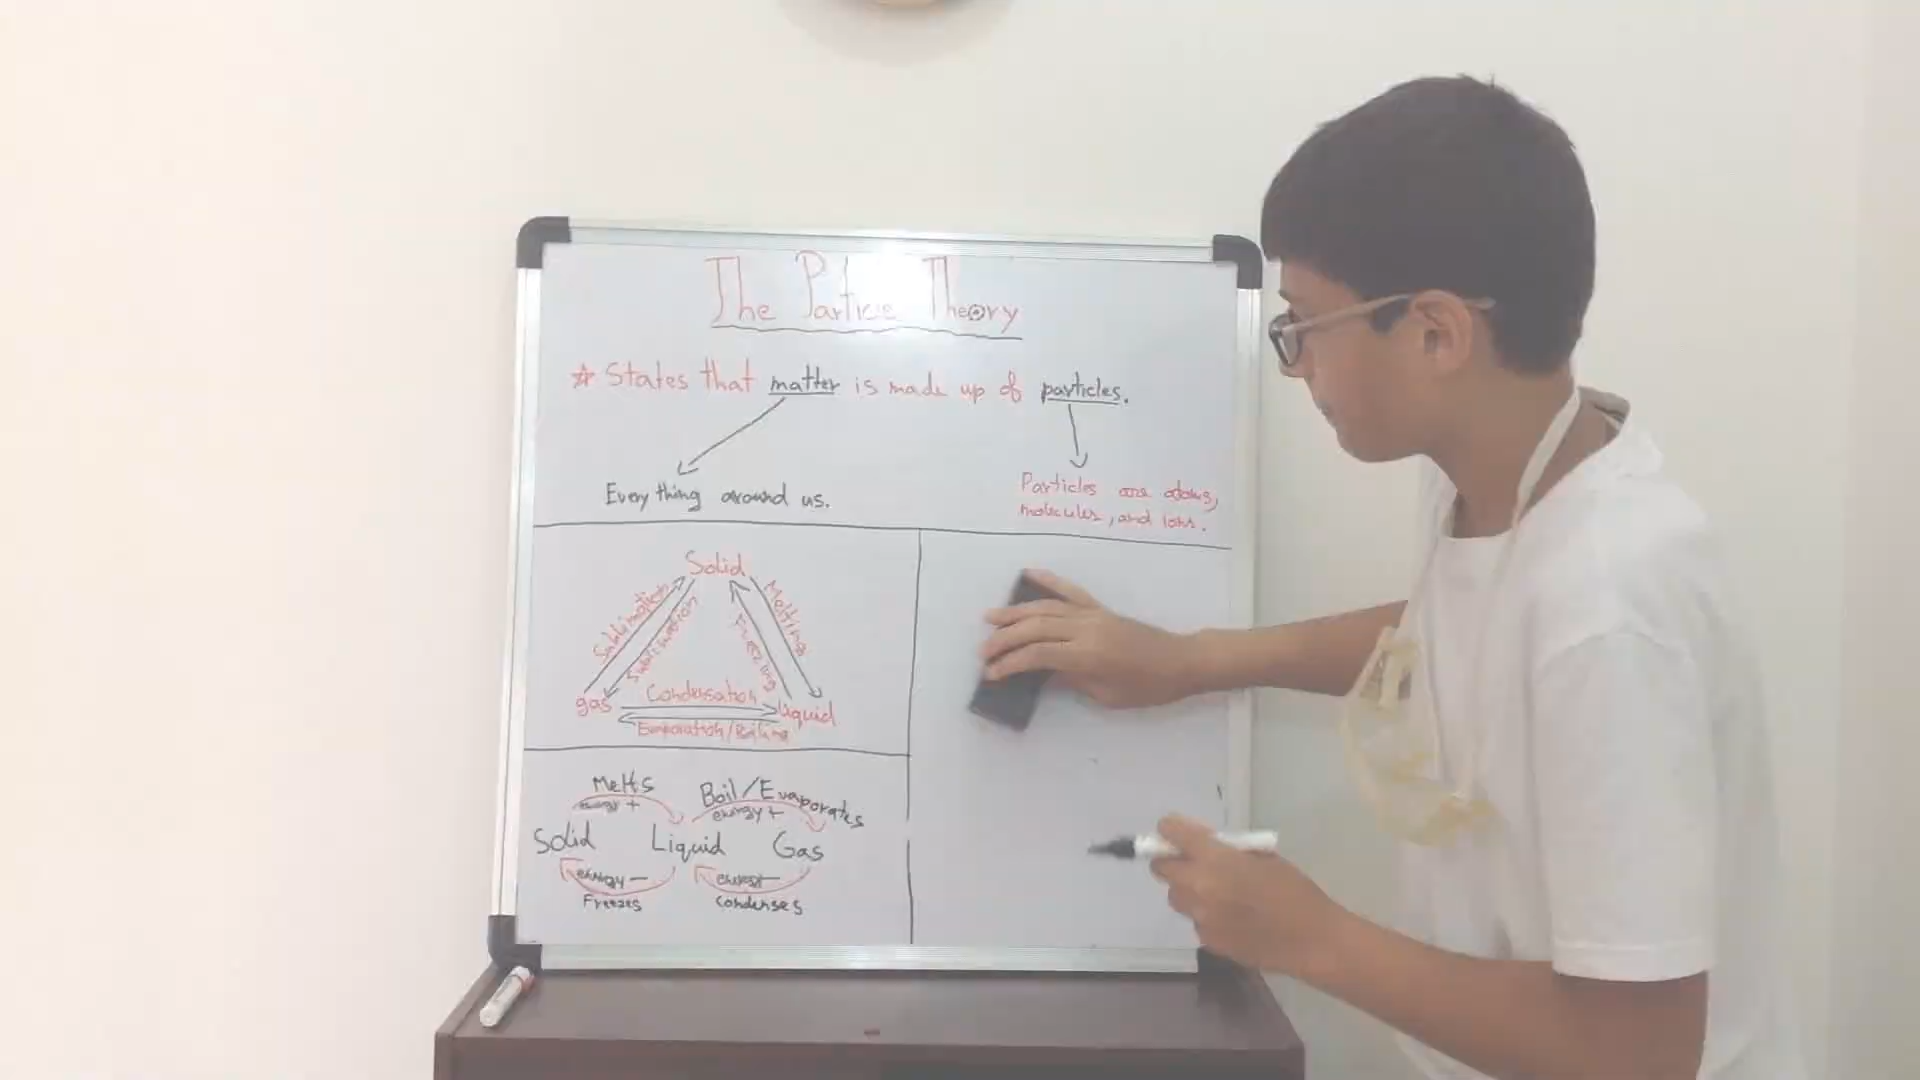 The Particle Theory
☆ States that matter is made up of particles.
Everything around us.
Particles are atoms,
molecules, and ions.
Solid
Sublimation
Sublimation
Melting
Freezing
gas
Condensation
liquid
Evaporation/Boiling
Melts
energy +
Boil/Evaporates
energy +
Solid Liquid Gas
energy −
energy −
Freezes
Condenses